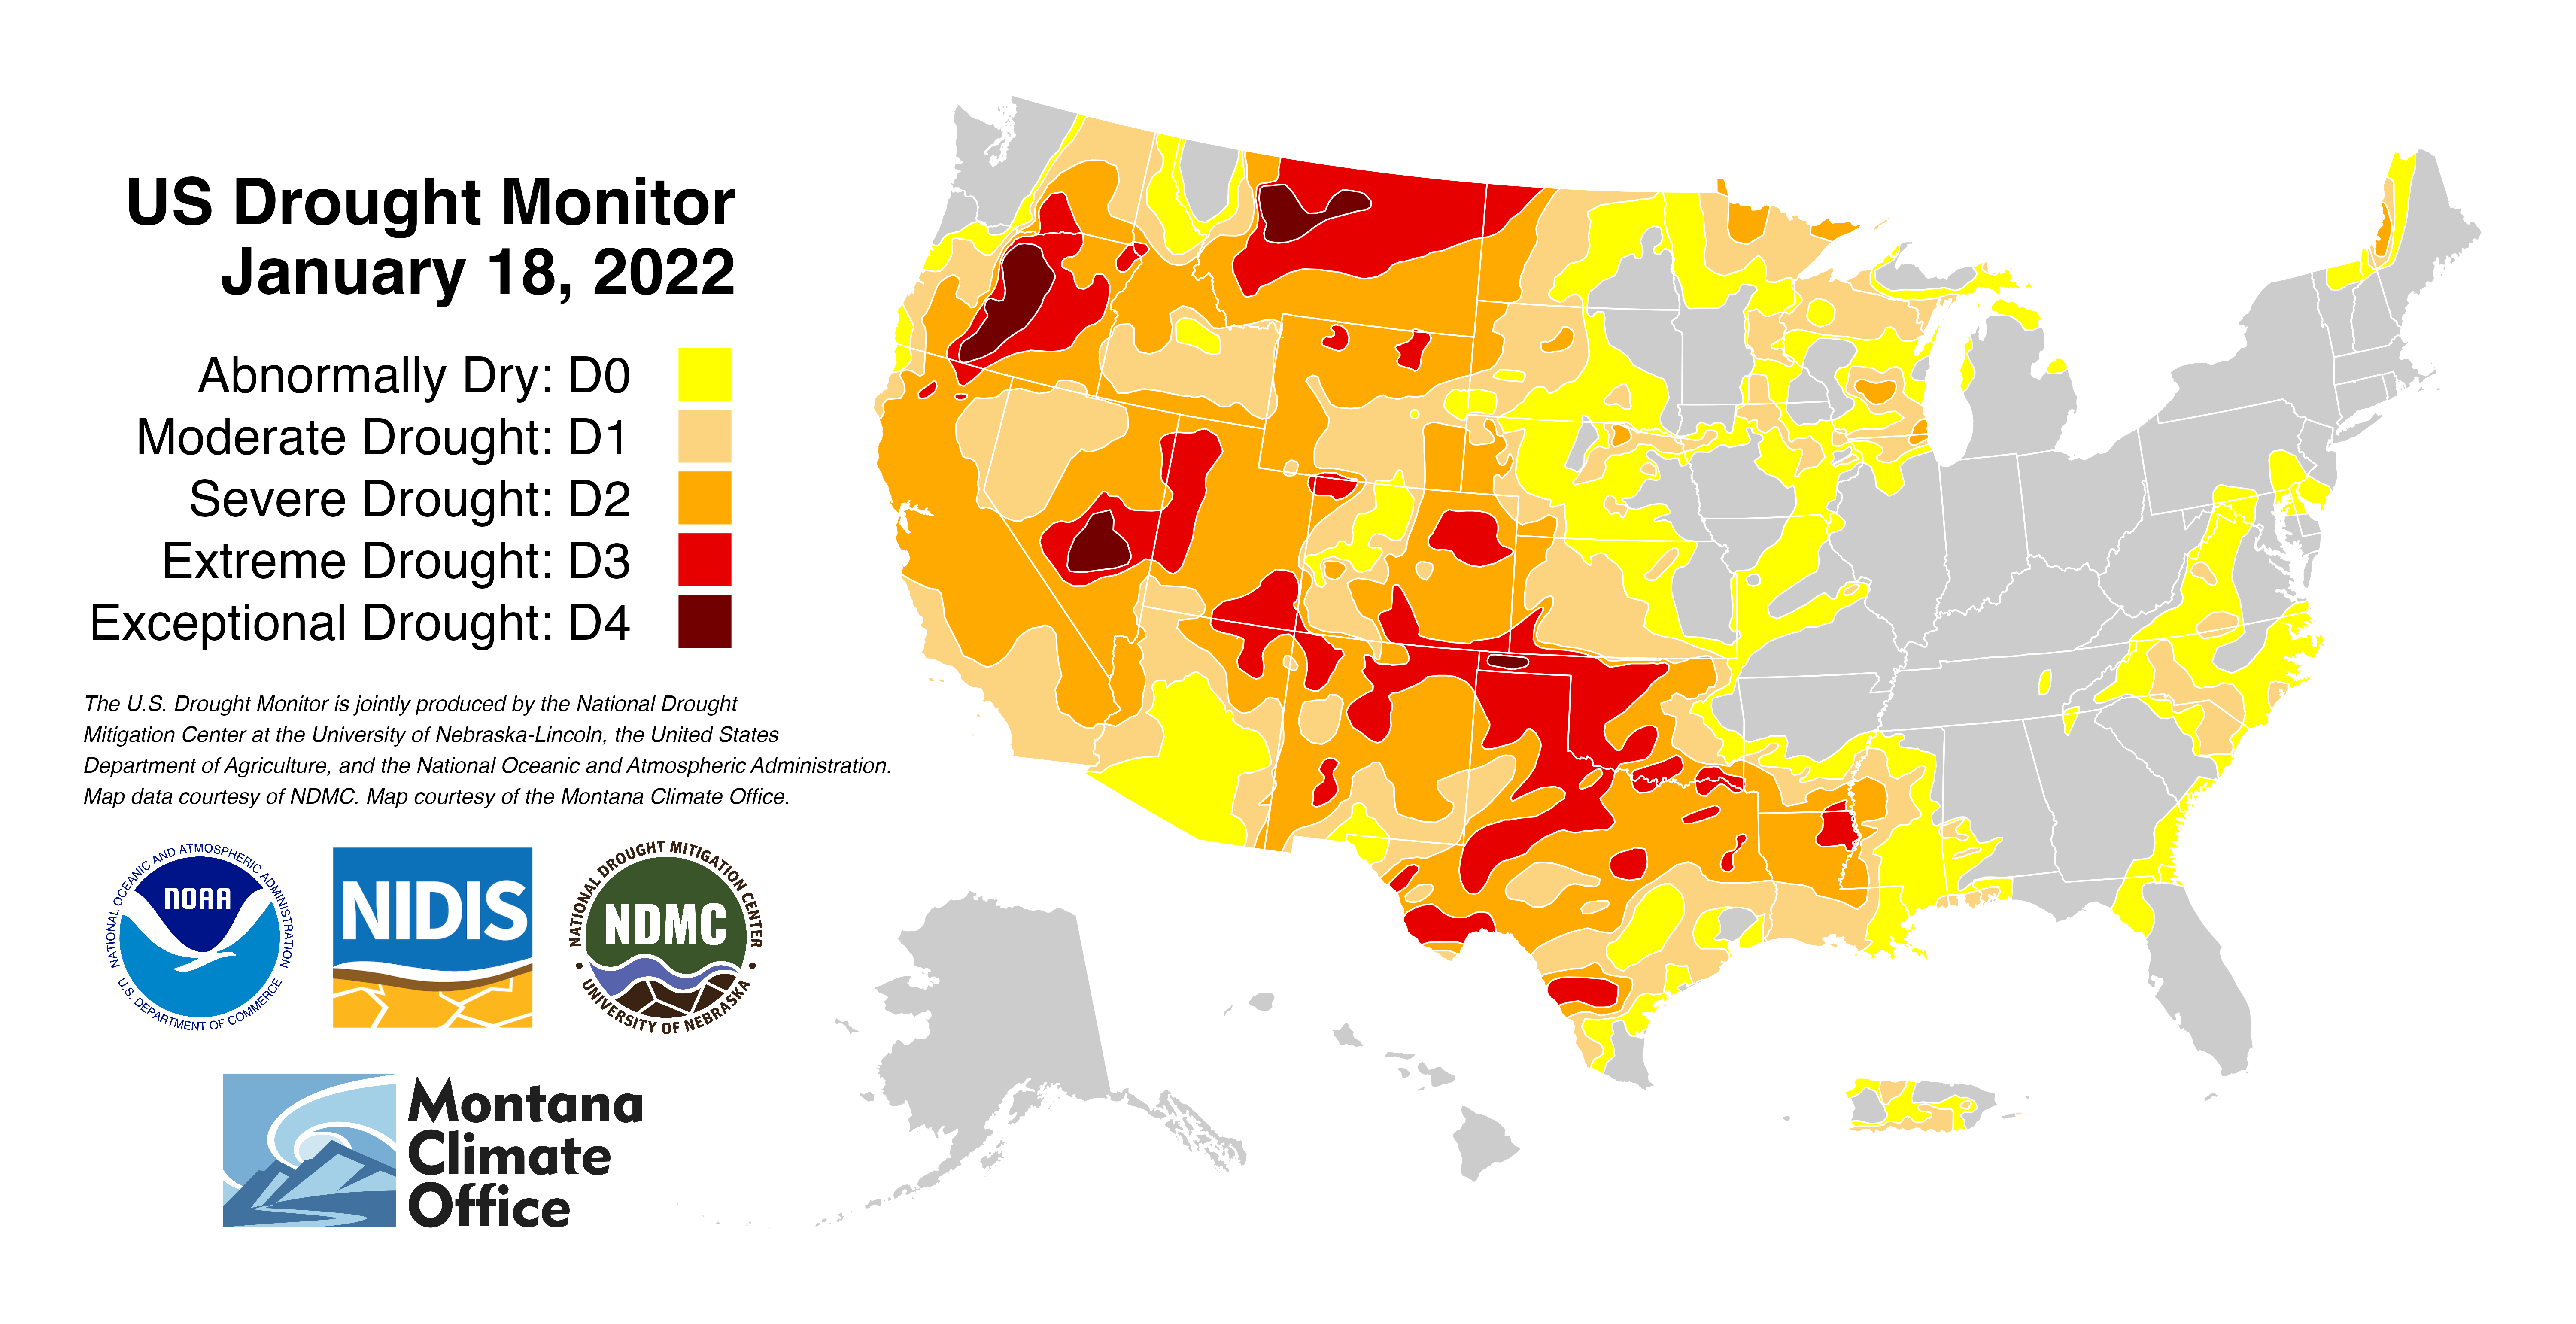 US Drought Monitor
January 18, 2022
Abnormally Dry: D0
Moderate Drought: D1
Severe Drought: D2
Extreme Drought: D3
Exceptional Drought: D4
The U.S. Drought Monitor is jointly produced by the National Drought
Mitigation Center at the University of Nebraska-Lincoln, the United States
Department of Agriculture, and the National Oceanic and Atmospheric Administration.
Map data courtesy of NDMC. Map courtesy of the Montana Climate Office.
NATIONAL OCEANIC AND ATMOSPHERIC ADMINISTRATION
NOAA
U.S. DEPARTMENT OF COMMERCE
NIDIS
NATIONAL DROUGHT MITIGATION CENTER
NDMC
UNIVERSITY OF NEBRASKA
Montana
Climate
Office